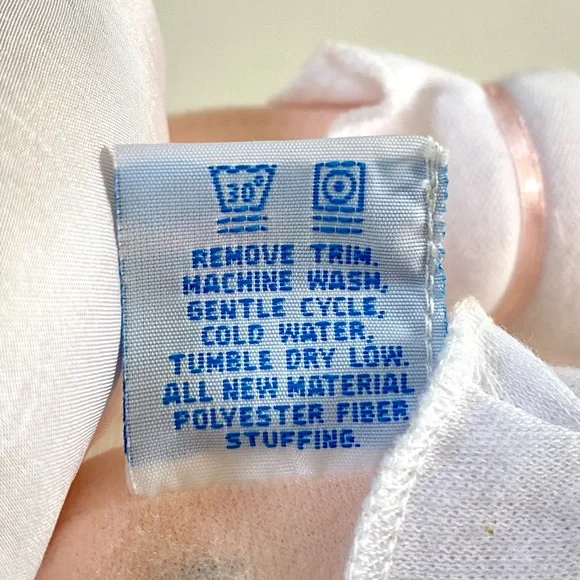 30°
REMOVE TRIM.
MACHINE WASH,
GENTLE CYCLE,
COLD WATER,
TUMBLE DRY LOW.
ALL NEW MATERIAL
POLYESTER FIBER
STUFFING.